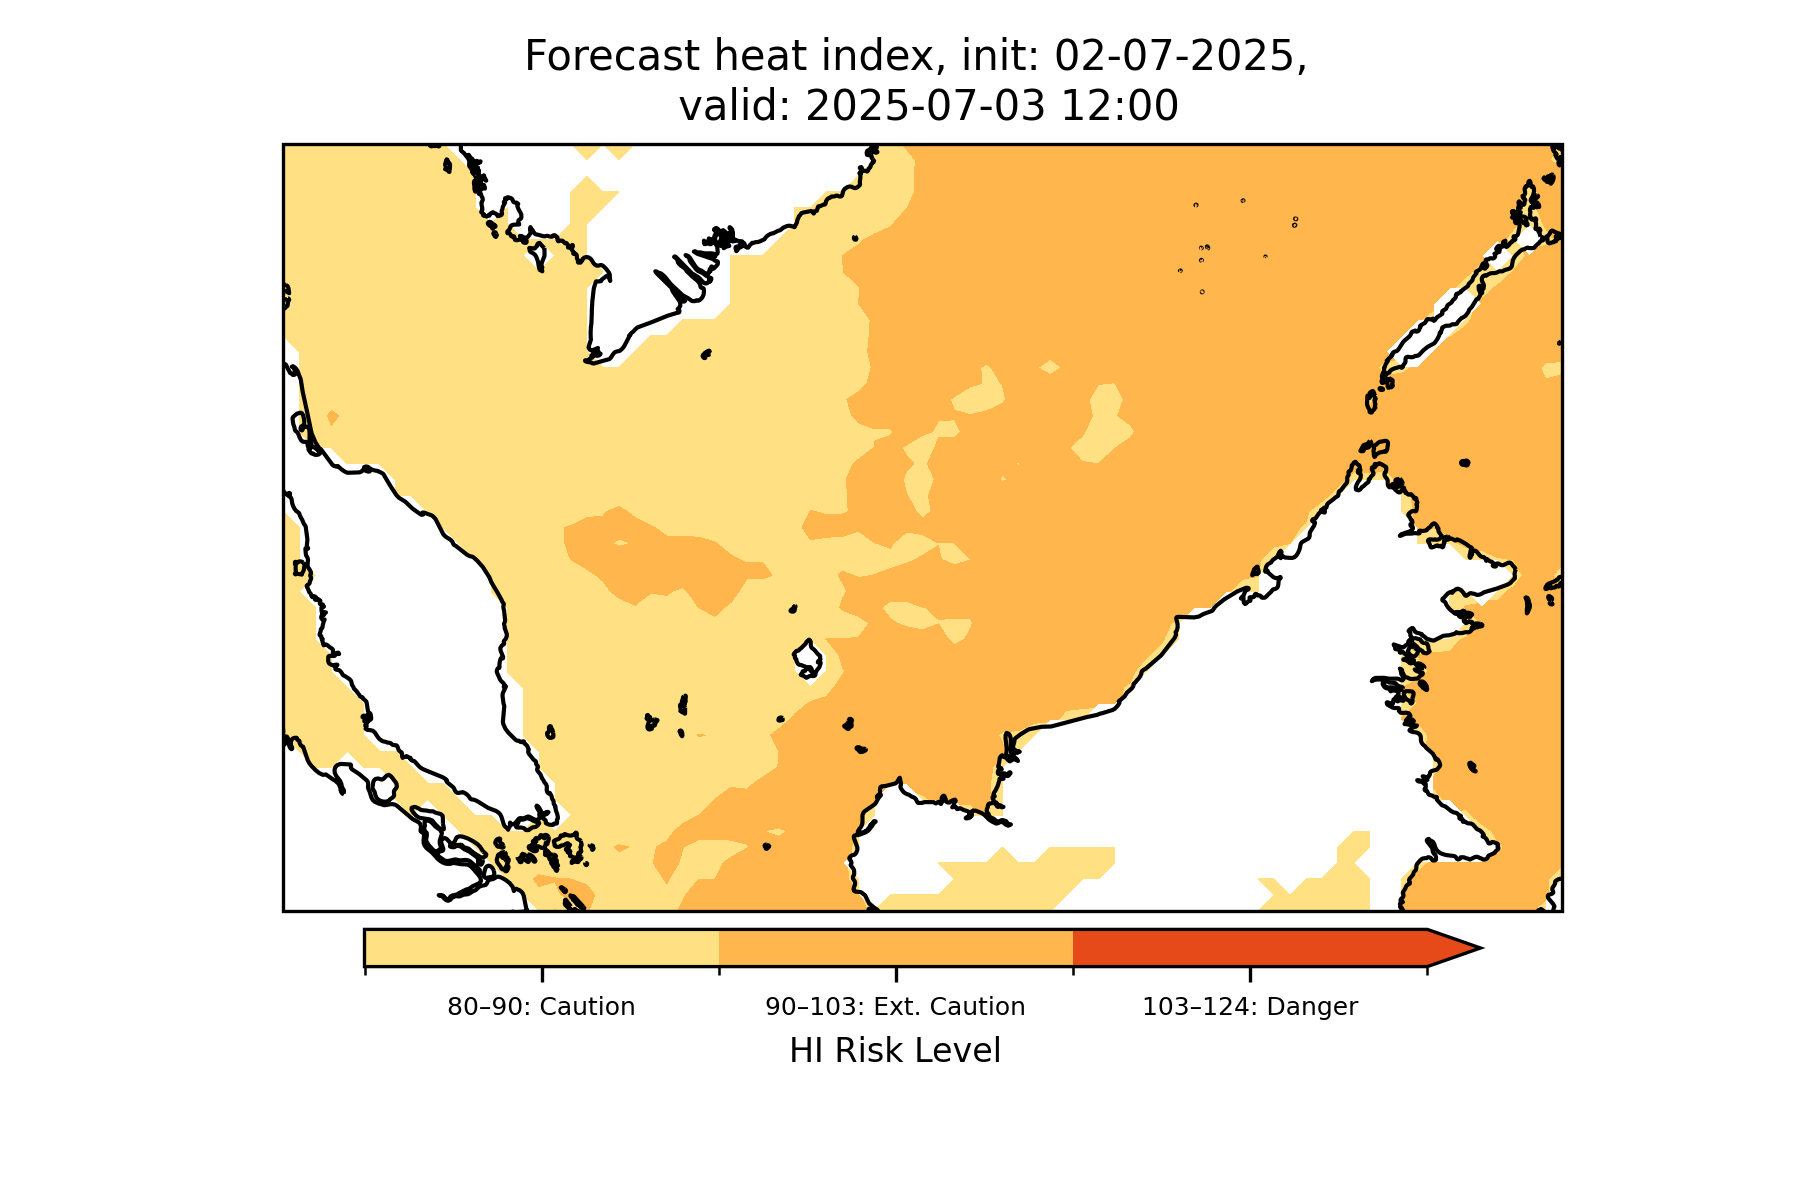 Forecast heat index, init: 02-07-2025,
valid: 2025-07-03 12:00
80–90: Caution
90–103: Ext. Caution
103–124: Danger
HI Risk Level